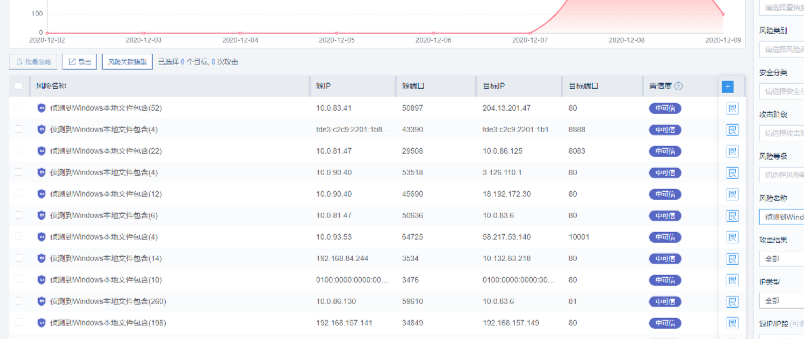 100
0
2020-12-02 2020-12-03 2020-12-04 2020-12-05 2020-12-06 2020-12-07 2020-12-08 2020-12-09
批量忽略 导出 风险关联模型 已选择 0 个目标, 0 次攻击
风险名称 源IP 源端口 目标IP 目标端口 置信度
侦测到Windows本地文件包含(52) 10.0.83.41 50897 204.13.201.47 80 中可信
侦测到Windows本地文件包含(4) fde3:c2c9:2201:1b8... 43390 fde3:c2c9:2201:1b1... 8888 中可信
侦测到Windows本地文件包含(22) 10.0.81.47 29508 10.0.86.125 8083 中可信
侦测到Windows本地文件包含(4) 10.0.90.40 53518 3.126.110.1 80 中可信
侦测到Windows本地文件包含(12) 10.0.90.40 45690 18.192.172.30 80 中可信
侦测到Windows本地文件包含(6) 10.0.81.47 50636 10.0.83.6 80 中可信
侦测到Windows本地文件包含(4) 10.0.93.53 64725 58.217.53.140 10001 中可信
侦测到Windows本地文件包含(14) 192.168.84.244 3534 10.132.83.218 80 中可信
侦测到Windows本地文件包含(10) 0100:0000:0000:00... 3476 0100:0000:0000:00... 80 中可信
侦测到Windows本地文件包含(260) 10.0.86.130 59610 10.0.83.6 81 中可信
侦测到Windows本地文件包含(198) 192.168.157.141 34849 192.168.157.149 80 中可信
风险类别
请选择风险
安全分类
请选择安全
攻击阶段
请选择攻击
风险等级
请选择风险
风险名称
侦测到Wind
攻击结果
全部
IP类型
全部
源IP/IP段